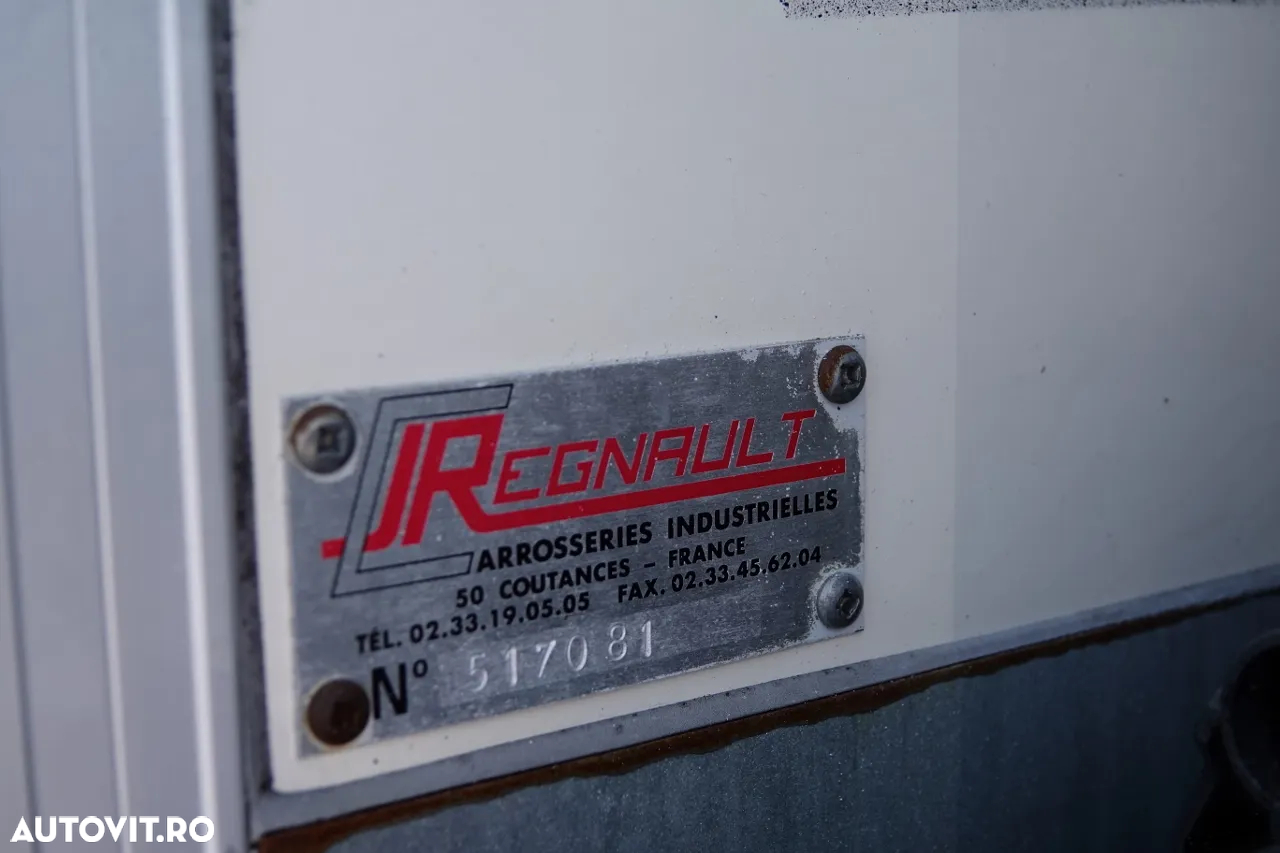 JREGNAULT
CARROSSERIES INDUSTRIELLES
50 COUTANCES – FRANCE
TÉL. 02.33.19.05.05 FAX. 02.33.45.62.04
N° 517081
AUTOVIT.RO